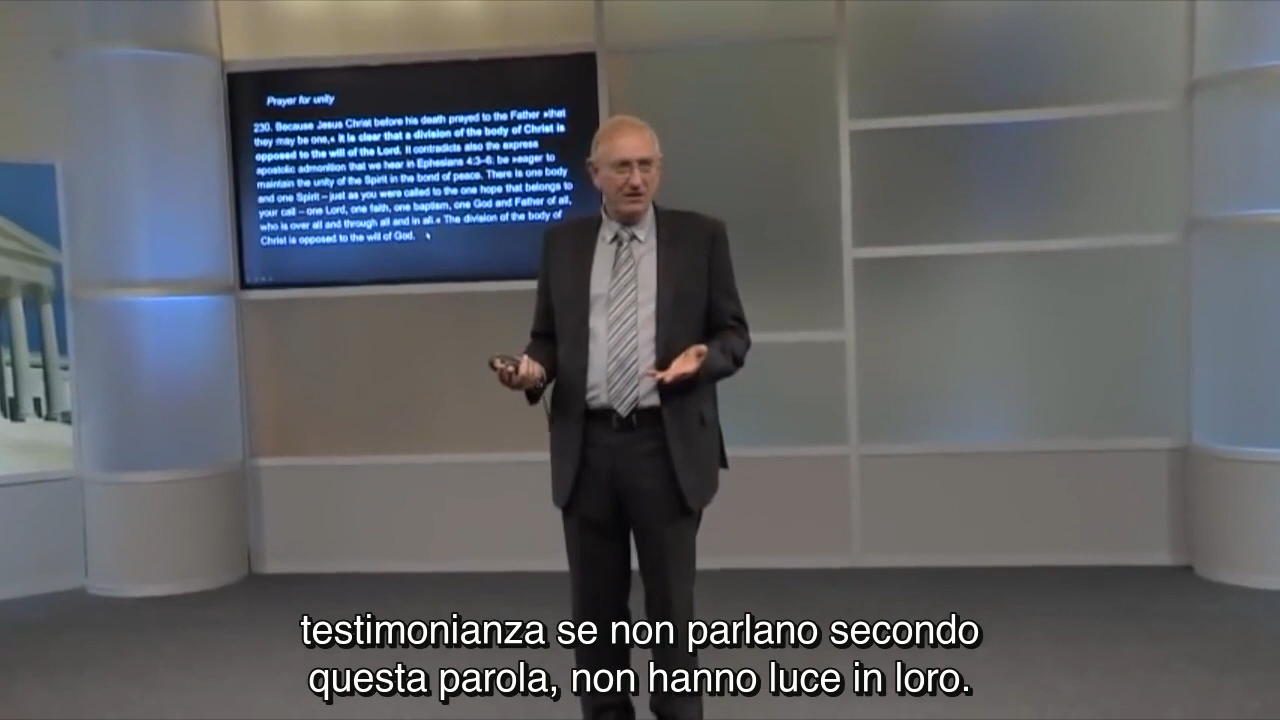 Prayer for unity
230. Because Jesus Christ before his death prayed to the Father »that
they may be one,« it is clear that a division of the body of Christ is
opposed to the will of the Lord. It contradicts also the express
apostolic admonition that we hear in Ephesians 4:3–6: be »eager to
maintain the unity of the Spirit in the bond of peace. There is one body
and one Spirit – just as you were called to the one hope that belongs to
your call – one Lord, one faith, one baptism, one God and Father of all,
who is over all and through all and in all.« The division of the body of
Christ is opposed to the will of God.
testimonianza se non parlano secondo
questa parola, non hanno luce in loro.